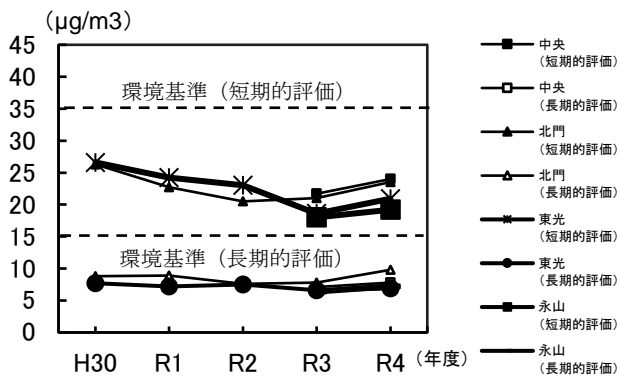 (μg/m3)
45
40
35
30
25
20
15
10
5
0
環境基準（短期的評価）
環境基準（長期的評価）
H30 R1 R2 R3 R4 （年度）
中央
（短期的評価）
中央
（長期的評価）
北門
（短期的評価）
北門
（長期的評価）
東光
（短期的評価）
東光
（長期的評価）
永山
（短期的評価）
永山
（長期的評価）